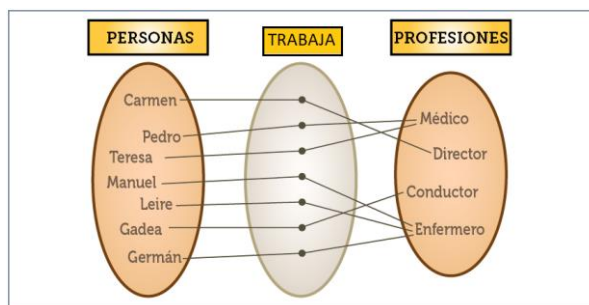 PERSONAS
TRABAJA
PROFESIONES
Carmen
Pedro
Teresa
Manuel
Leire
Gadea
Germán
Médico
Director
Conductor
Enfermero